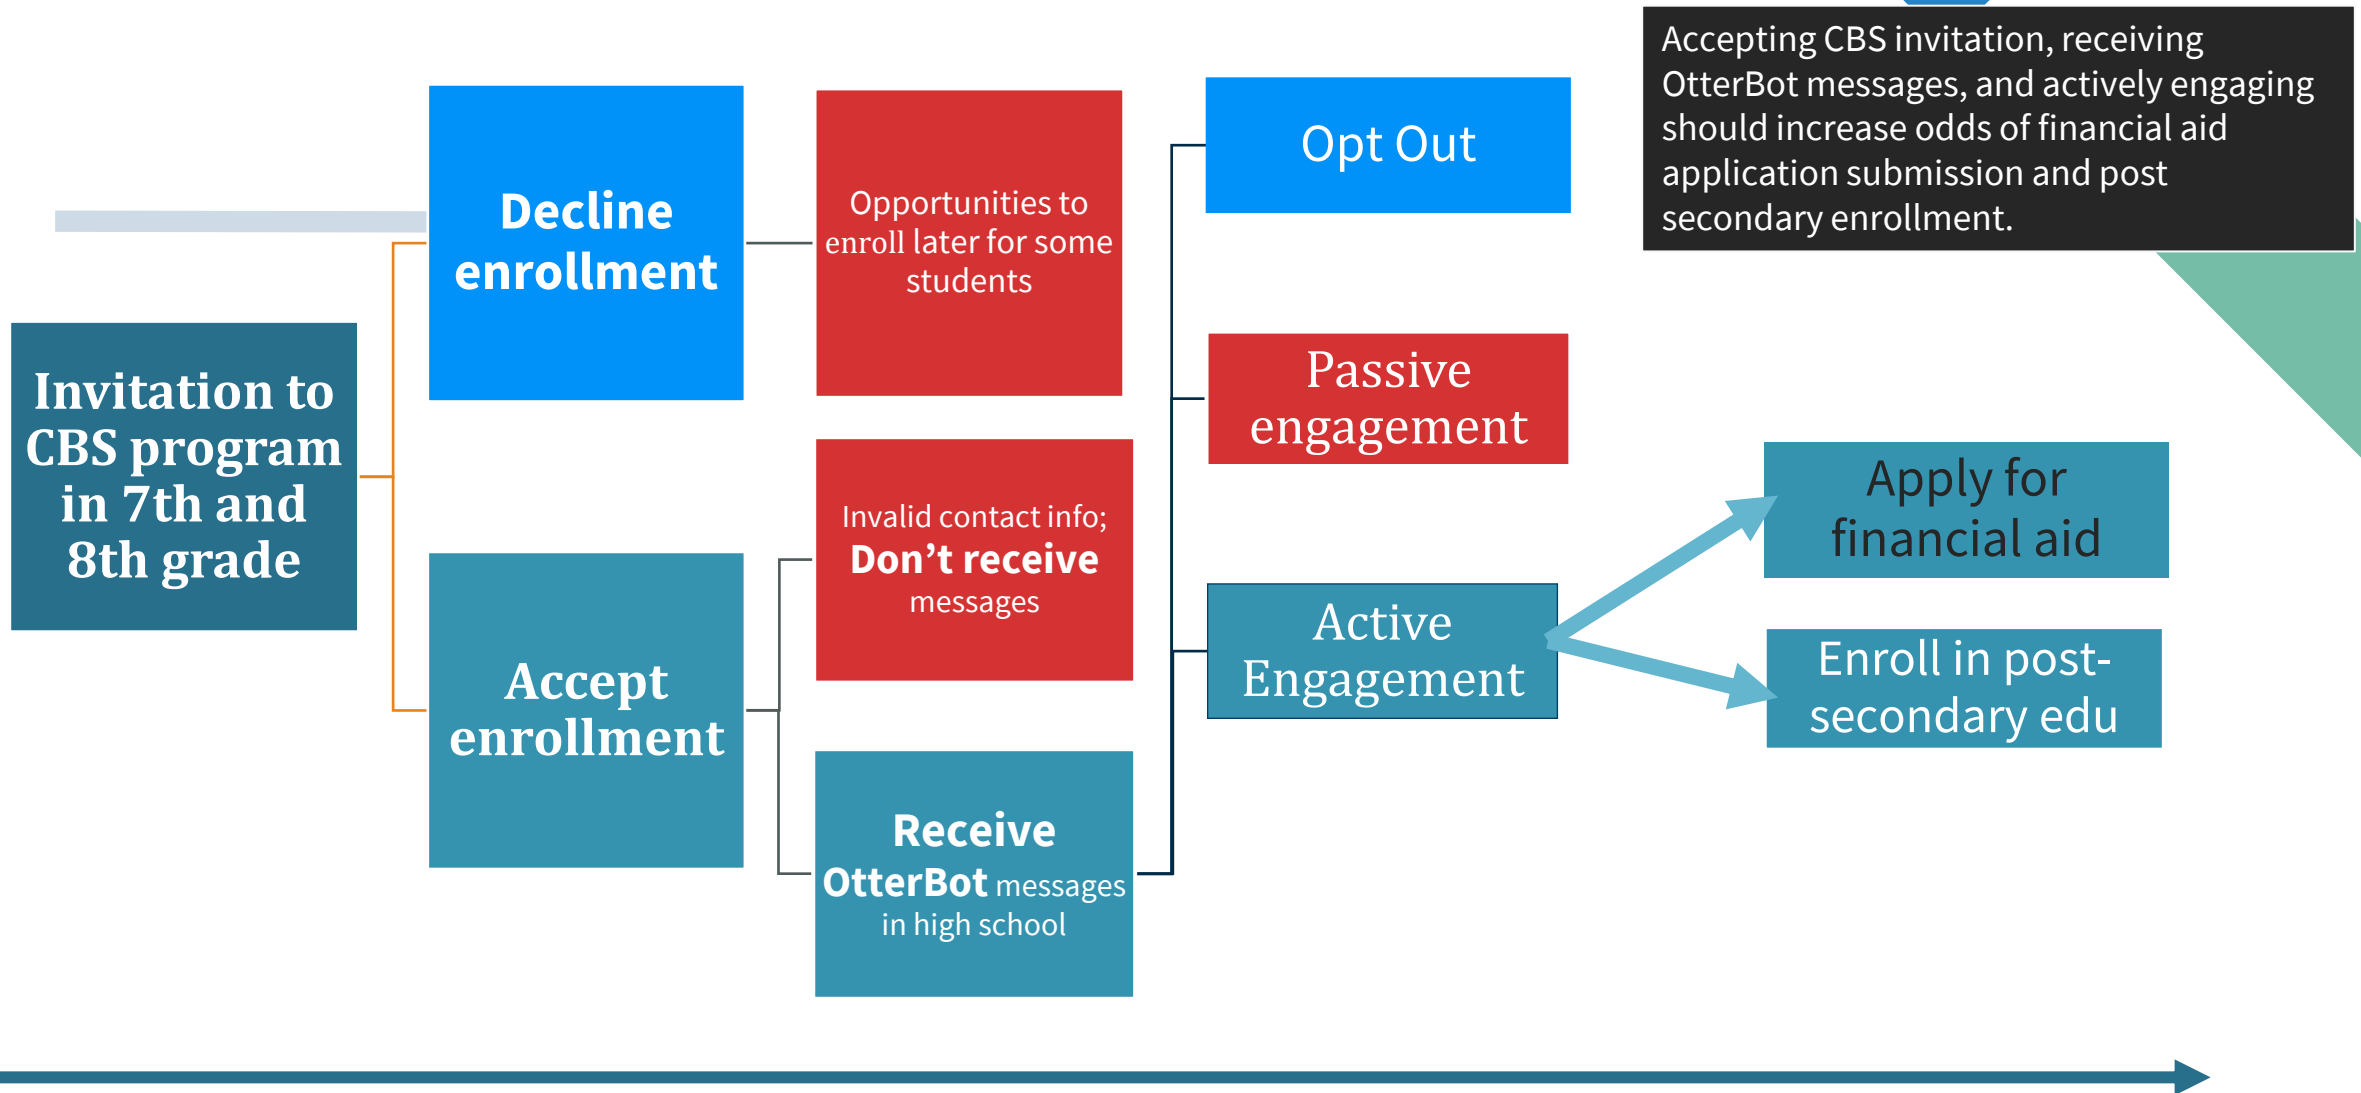 Accepting CBS invitation, receiving
OtterBot messages, and actively engaging
should increase odds of financial aid
application submission and post
secondary enrollment.
Invitation to
CBS program
in 7th and
8th grade
Decline
enrollment
Accept
enrollment
Opportunities to
enroll later for some
students
Invalid contact info;
Don’t receive
messages
Receive
OtterBot messages
in high school
Opt Out
Passive
engagement
Active
Engagement
Apply for
financial aid
Enroll in post-
secondary edu